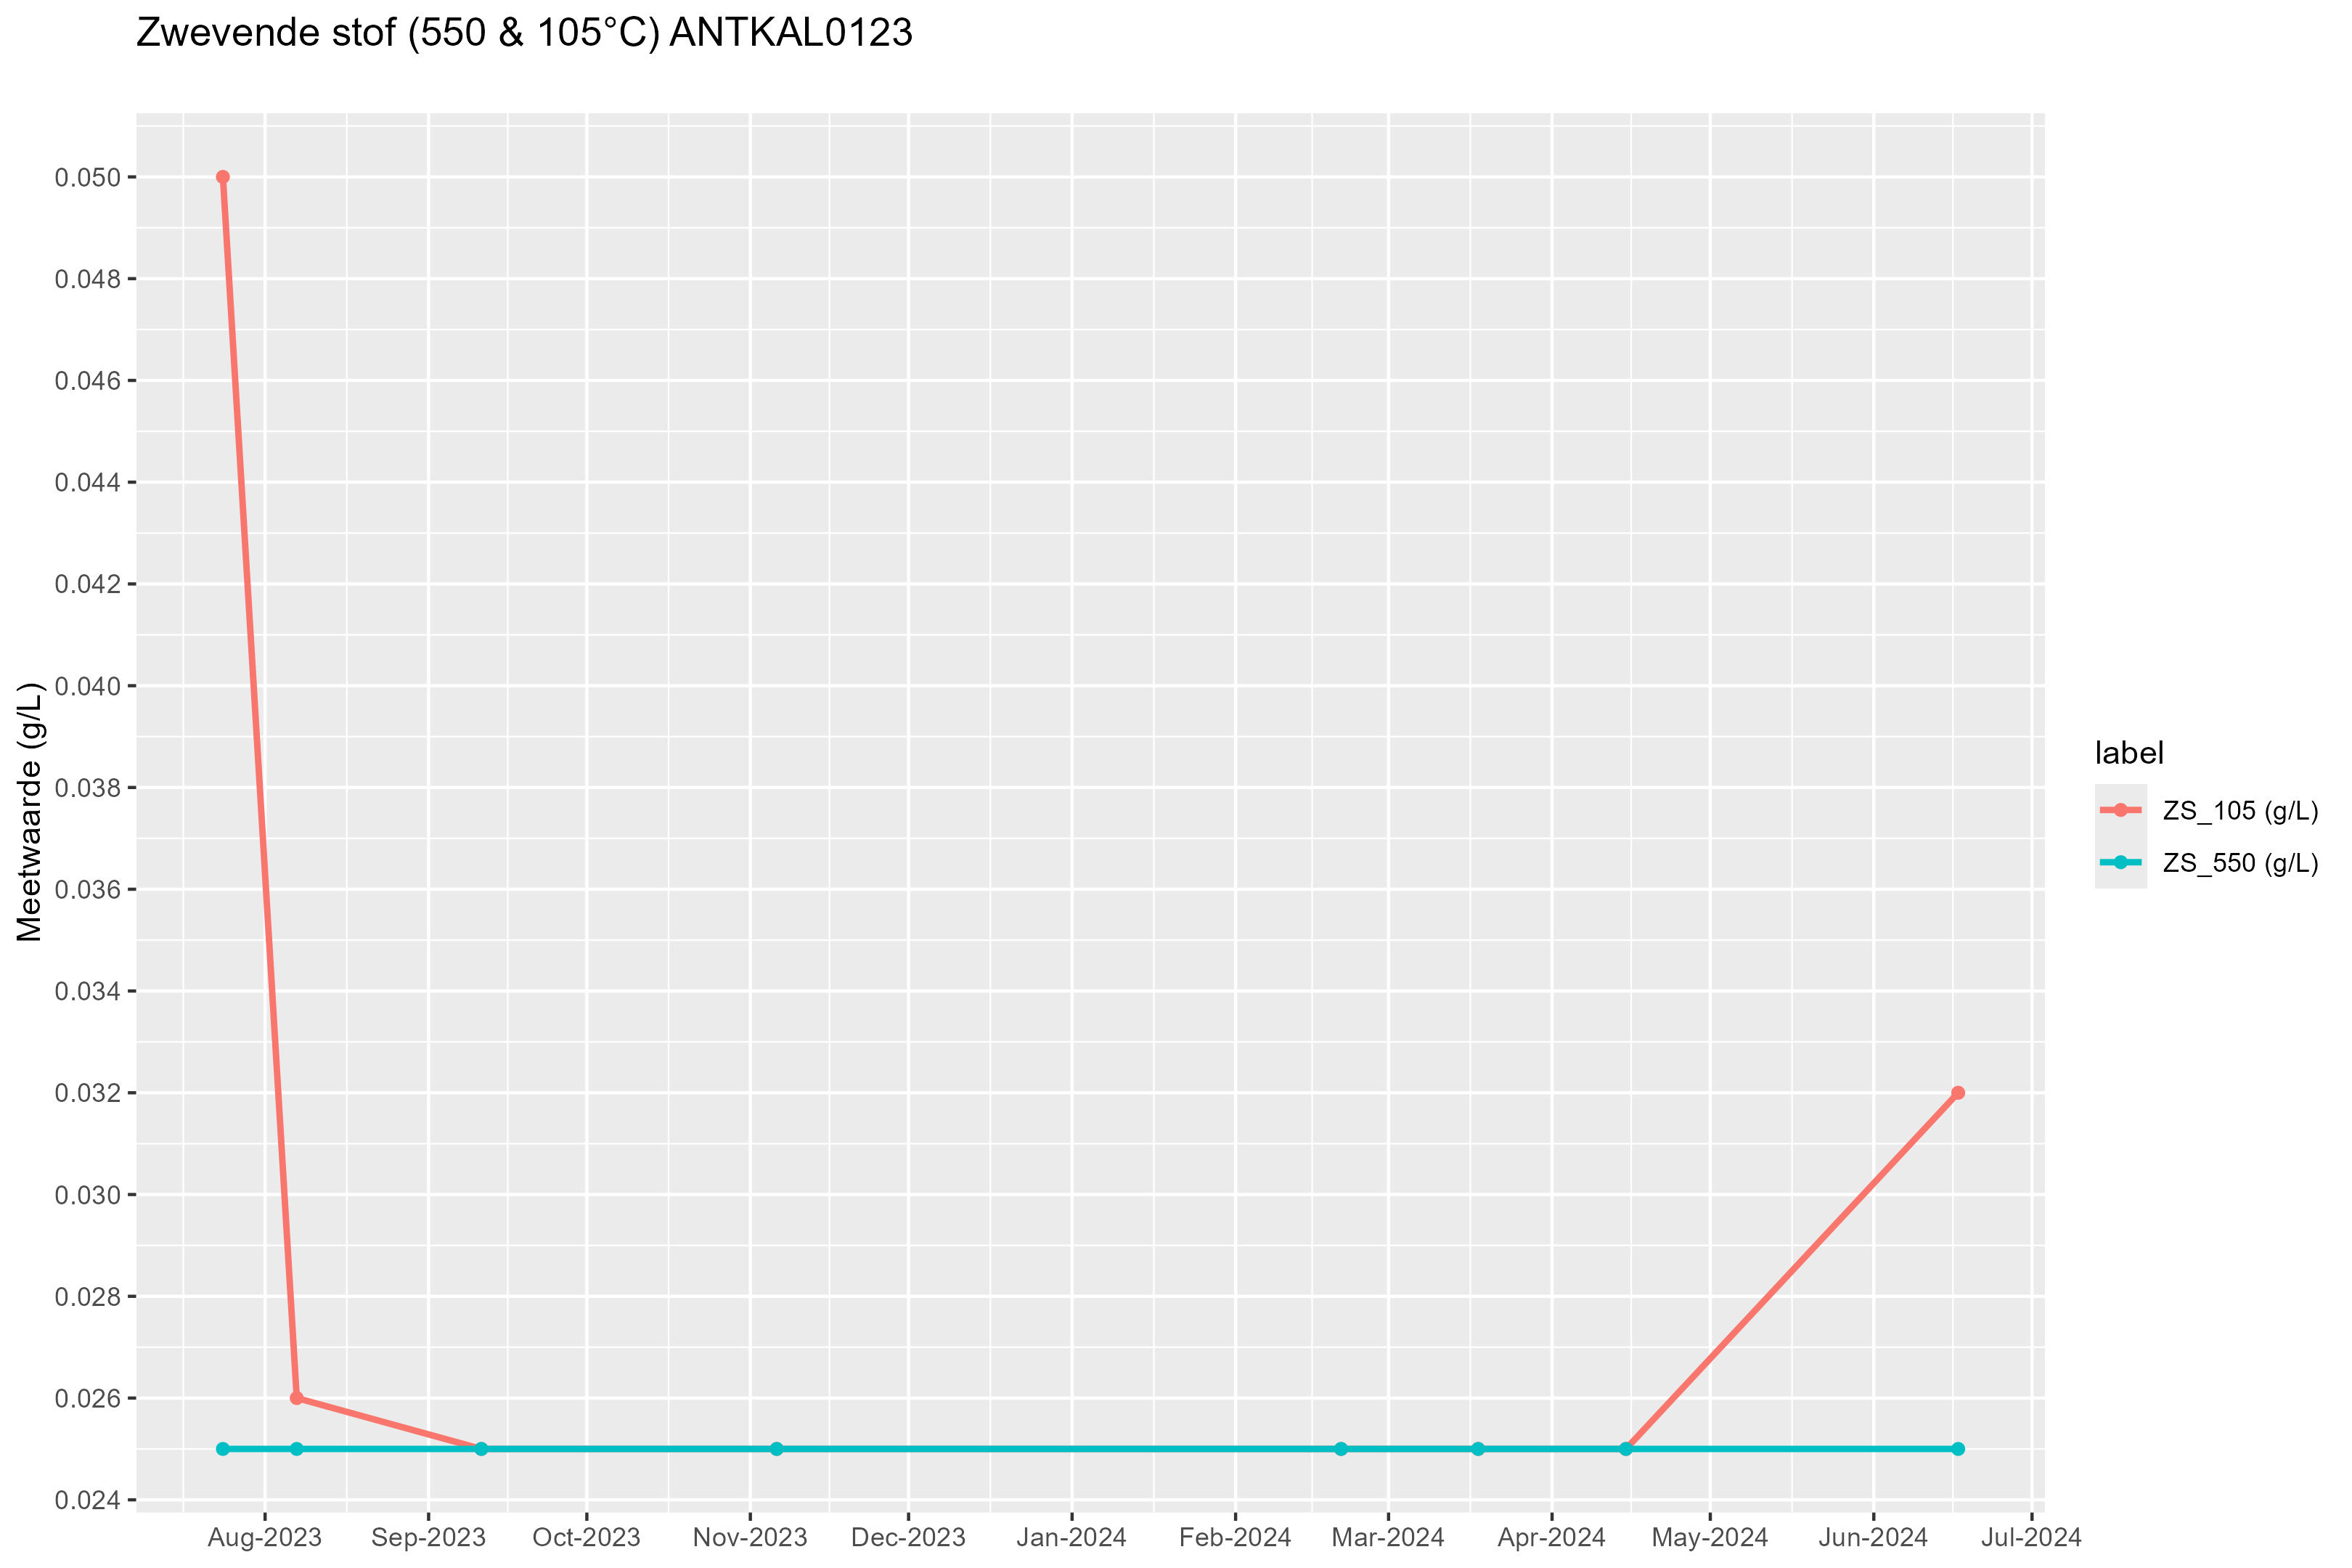 Zwevende stof (550 & 105°C) ANTKAL0123
Meetwaarde (g/L)
0.050
0.048
0.046
0.044
0.042
0.040
0.038
0.036
0.034
0.032
0.030
0.028
0.026
0.024
Aug-2023 Sep-2023 Oct-2023 Nov-2023 Dec-2023 Jan-2024 Feb-2024 Mar-2024 Apr-2024 May-2024 Jun-2024 Jul-2024
label
ZS_105 (g/L)
ZS_550 (g/L)